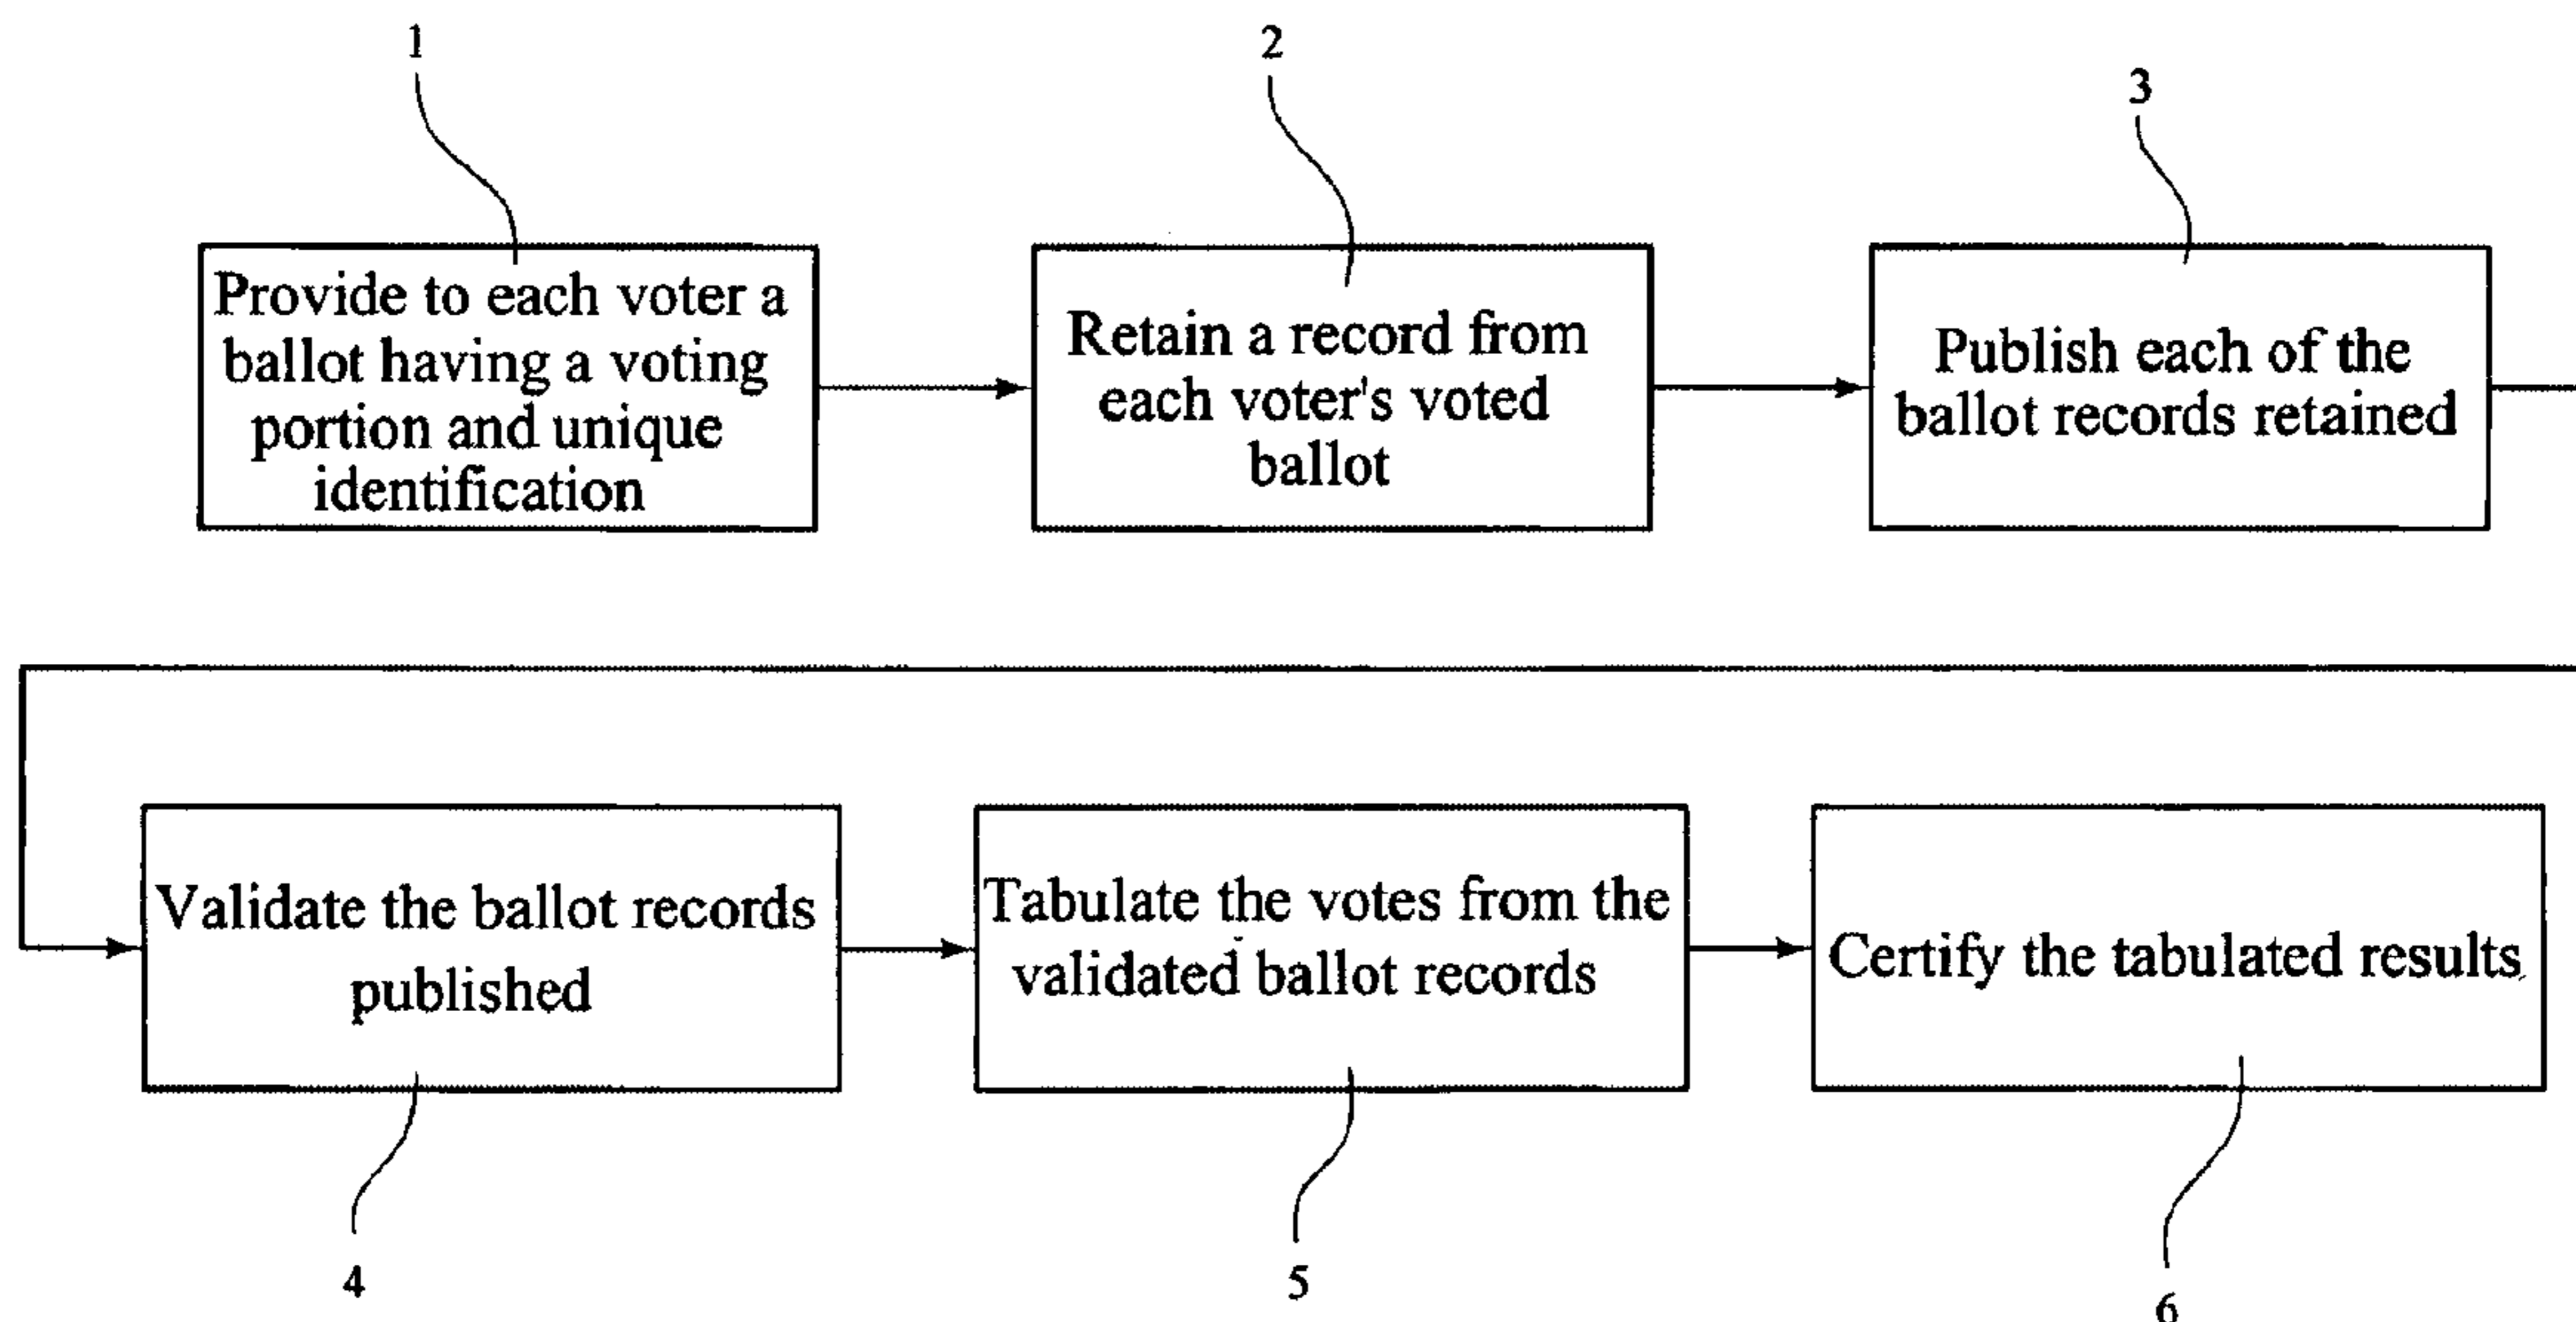 1
2
3
Provide to each voter a
ballot having a voting
portion and unique
identification
Retain a record from
each voter's voted
ballot
Publish each of the
ballot records retained
Validate the ballot records
published
Tabulate the votes from the
validated ballot records
Certify the tabulated results
4
5
6